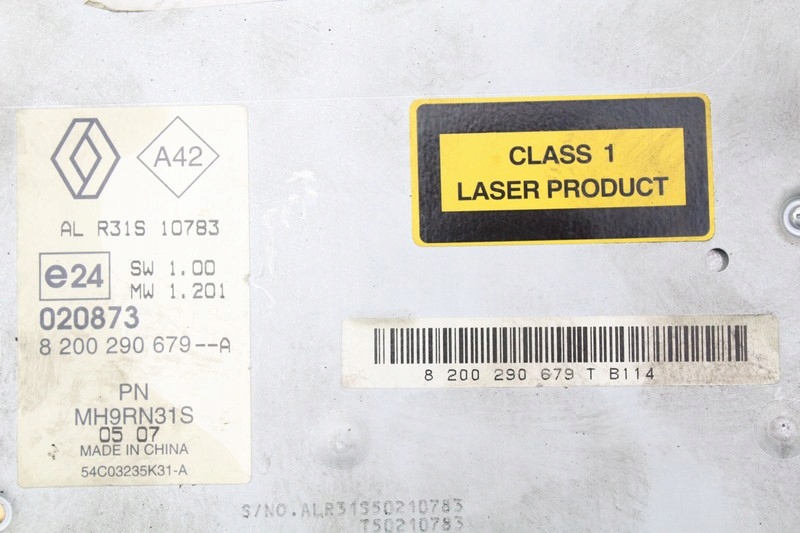 A42
AL R31S 10783
e24
SW 1.00
MW 1.201
020873
8 200 290 679--A
PN
MH9RN31S
05 07
MADE IN CHINA
54C03235K31-A
CLASS 1
LASER PRODUCT
8 200 290 679 T B114
S/NO.ALR31S50210783
T50210783